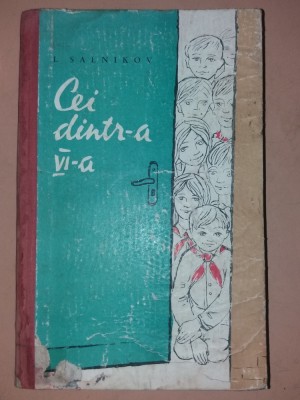 I. SALNIKOV
Cei
dintr-a
VI-a